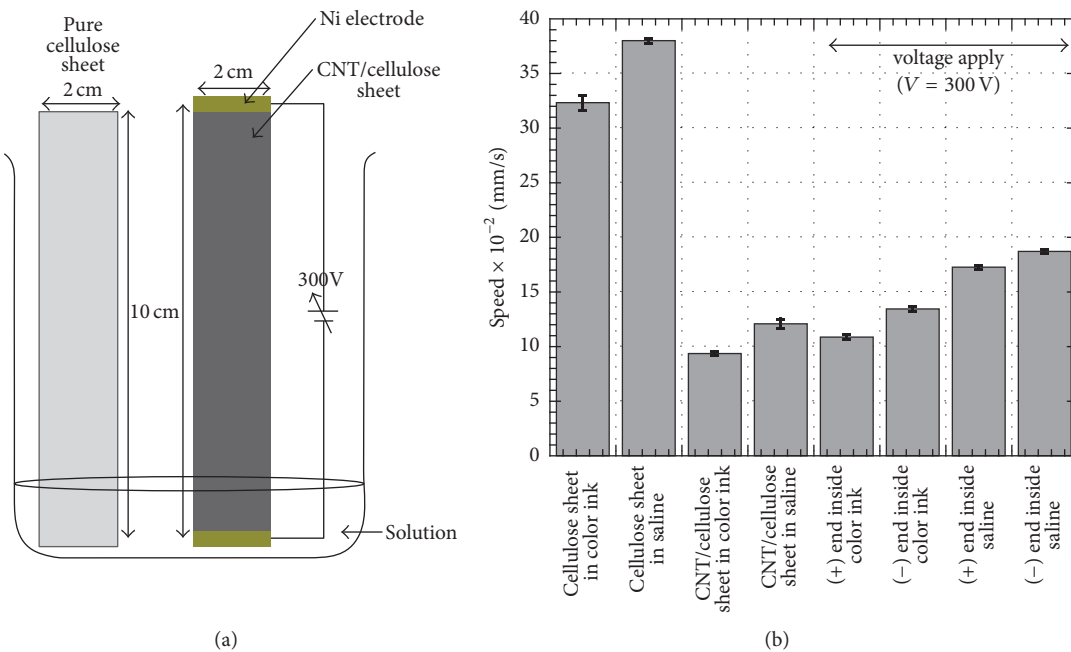 (a)
Pure
cellulose
sheet
2 cm
2 cm
Ni electrode
CNT/cellulose
sheet
10 cm
300V
Solution
(b)
Speed × 10⁻² (mm/s)
40
35
30
25
20
15
10
5
0
voltage apply
(V = 300 V)
Cellulose sheet
in color ink
Cellulose sheet
in saline
CNT/cellulose
sheet in color ink
CNT/cellulose
sheet in saline
(+) end inside
color ink
(−) end inside
color ink
(+) end inside
saline
(−) end inside
saline